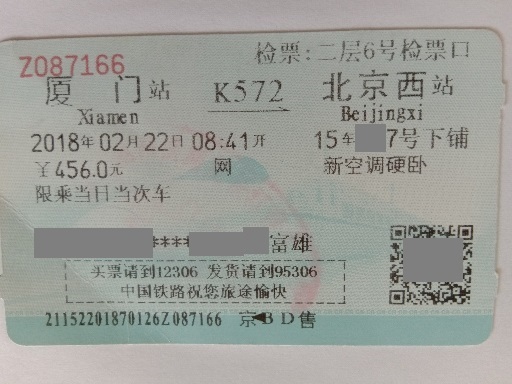 检票:二层6号检票口
Z087166
厦门站 K572 北京西站
Xiamen Beijingxi
2018年02月22日08:41开 15车 7号下铺
¥456.0元 网 新空调硬卧
限乘当日当次车
**** 富雄
买票请到12306 发货请到95306
中国铁路祝您旅途愉快
21152201870126Z087166 京 B D售